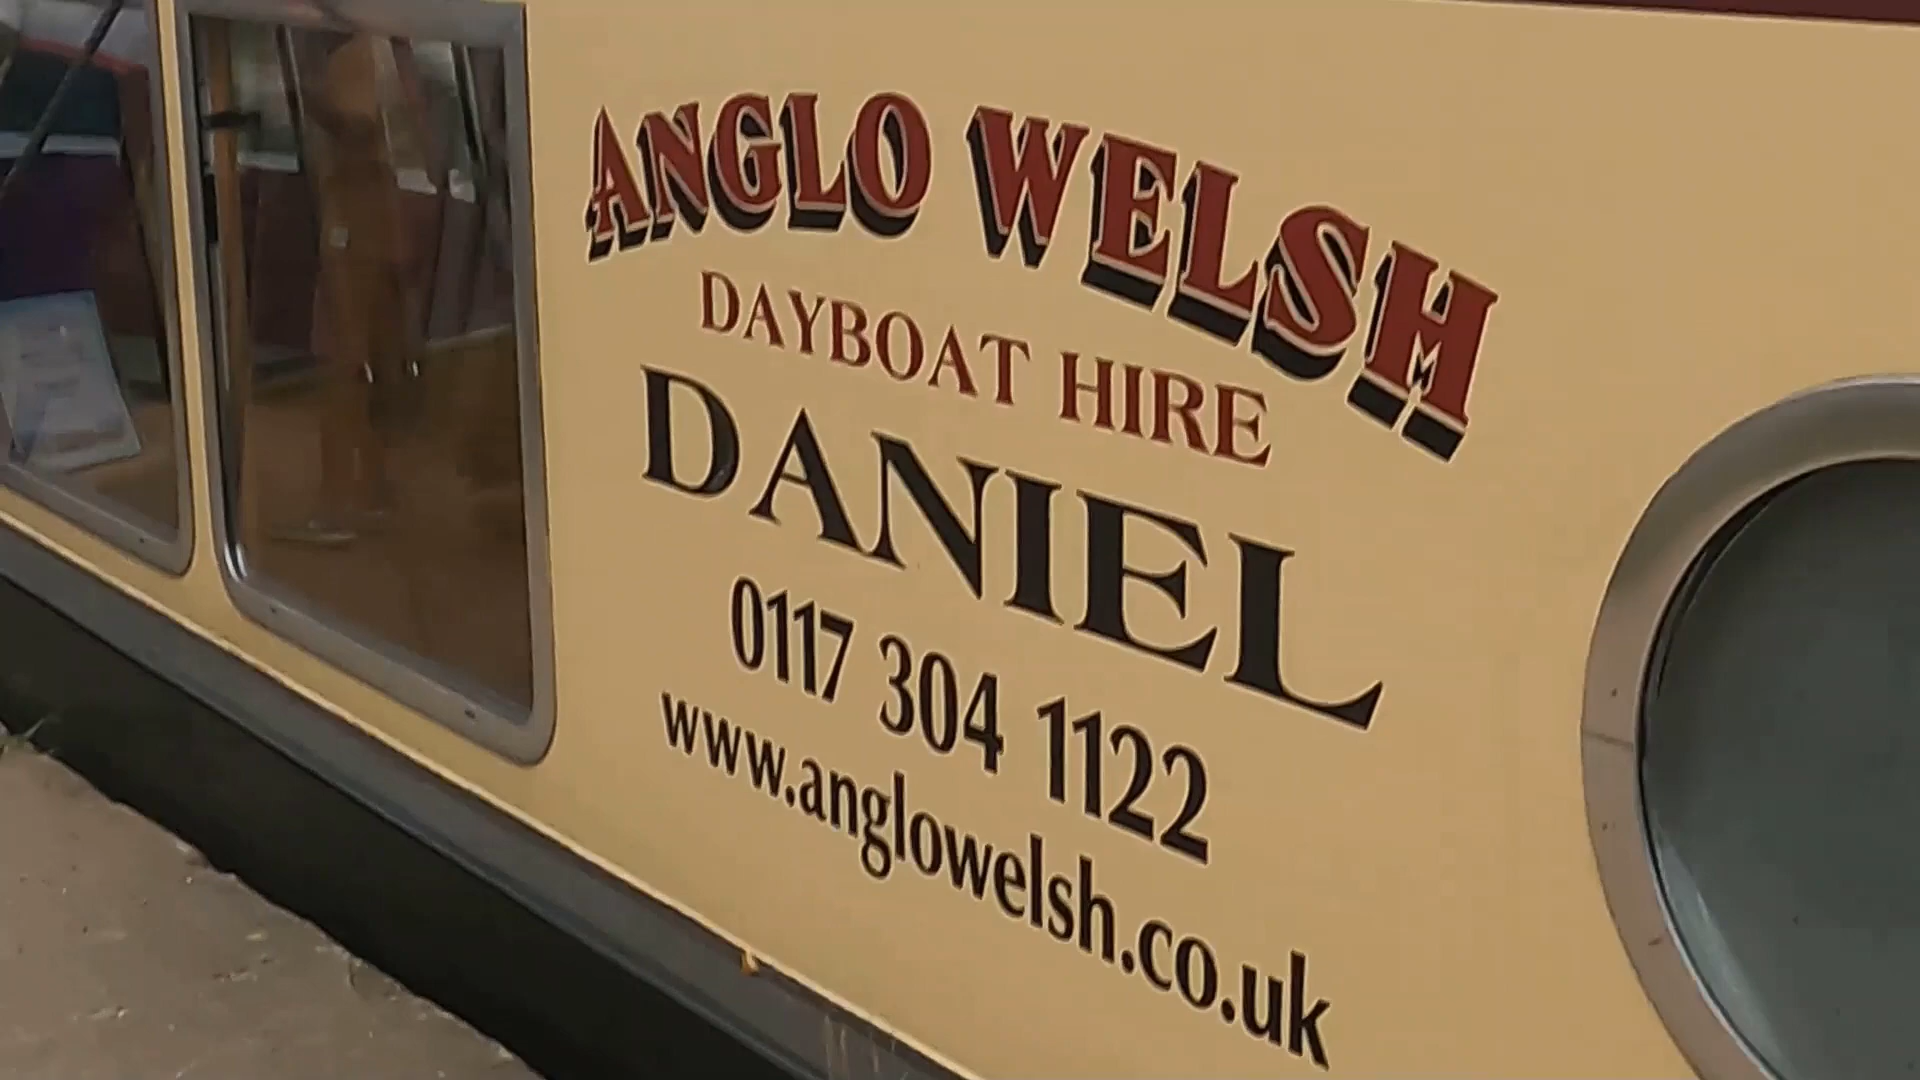 ANGLO WELSH
DAYBOAT HIRE
DANIEL
0117 304 1122
www.anglowelsh.co.uk